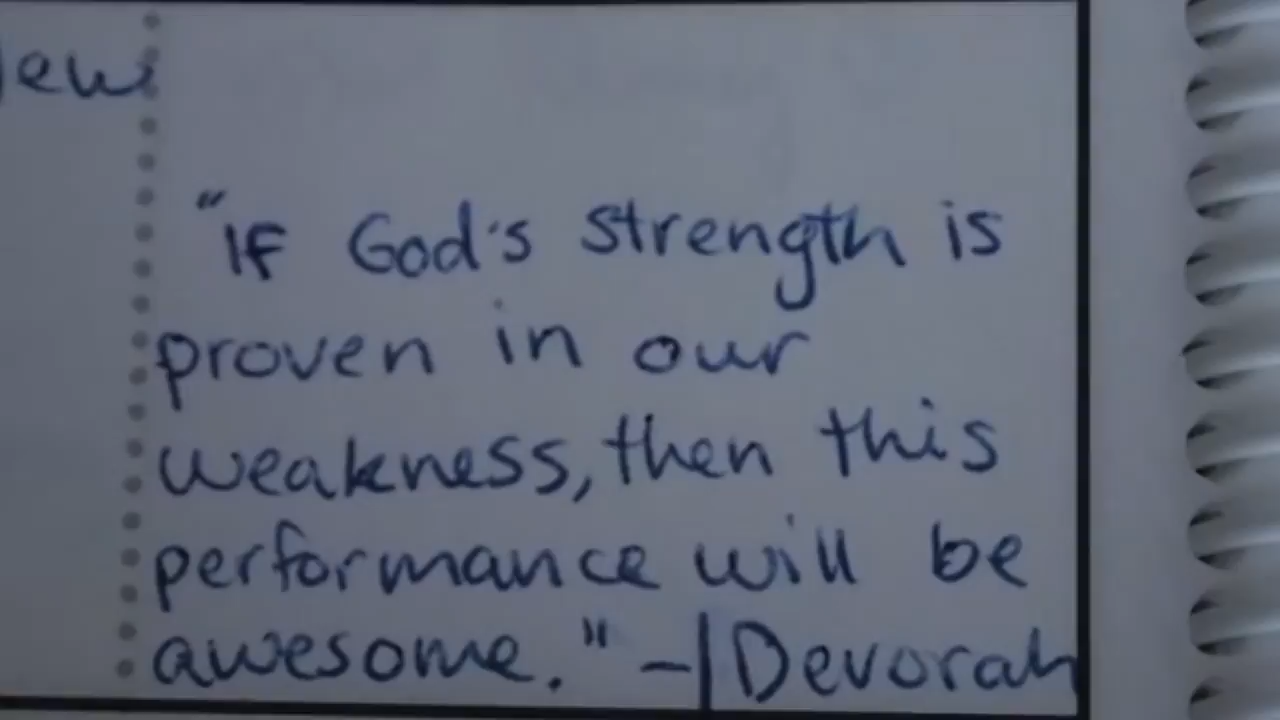 "If God's strength is
proven in our
weakness, then this
performance will be
awesome." - Devorah